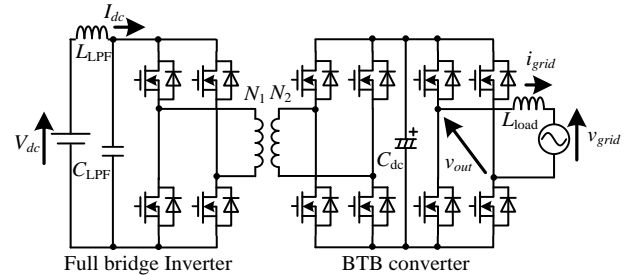 I_dc
L_LPF
V_dc
C_LPF
N_1 N_2
C_dc
+
v_out
i_grid
L_load
v_grid
Full bridge Inverter
BTB converter